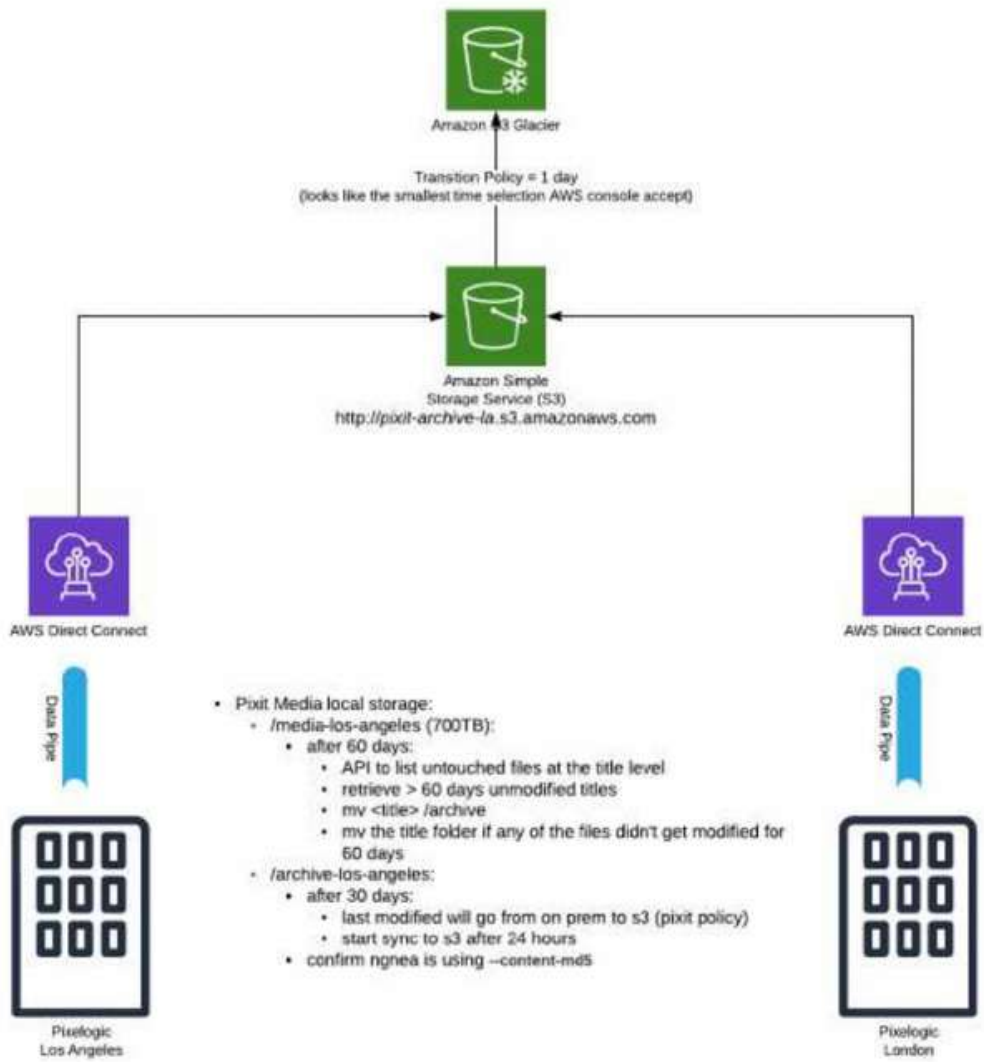 Amazon S3 Glacier
Transition Policy = 1 day
(looks like the smallest time selection AWS console accept)
Amazon Simple
Storage Service (S3)
http://pixit-archive-la.s3.amazonaws.com
AWS Direct Connect
AWS Direct Connect
Data Pipe
Data Pipe
• Pixit Media local storage:
◦ /media-los-angeles (700TB):
▪ after 60 days:
• API to list untouched files at the title level
• retrieve > 60 days unmodified titles
• mv <title> /archive
• mv the title folder if any of the files didn't get modified for
60 days
◦ /archive-los-angeles:
▪ after 30 days:
• last modified will go from on prem to s3 (pixit policy)
• start sync to s3 after 24 hours
▪ confirm ngnea is using --content-md5
Pixelogic
Los Angeles
Pixelogic
London